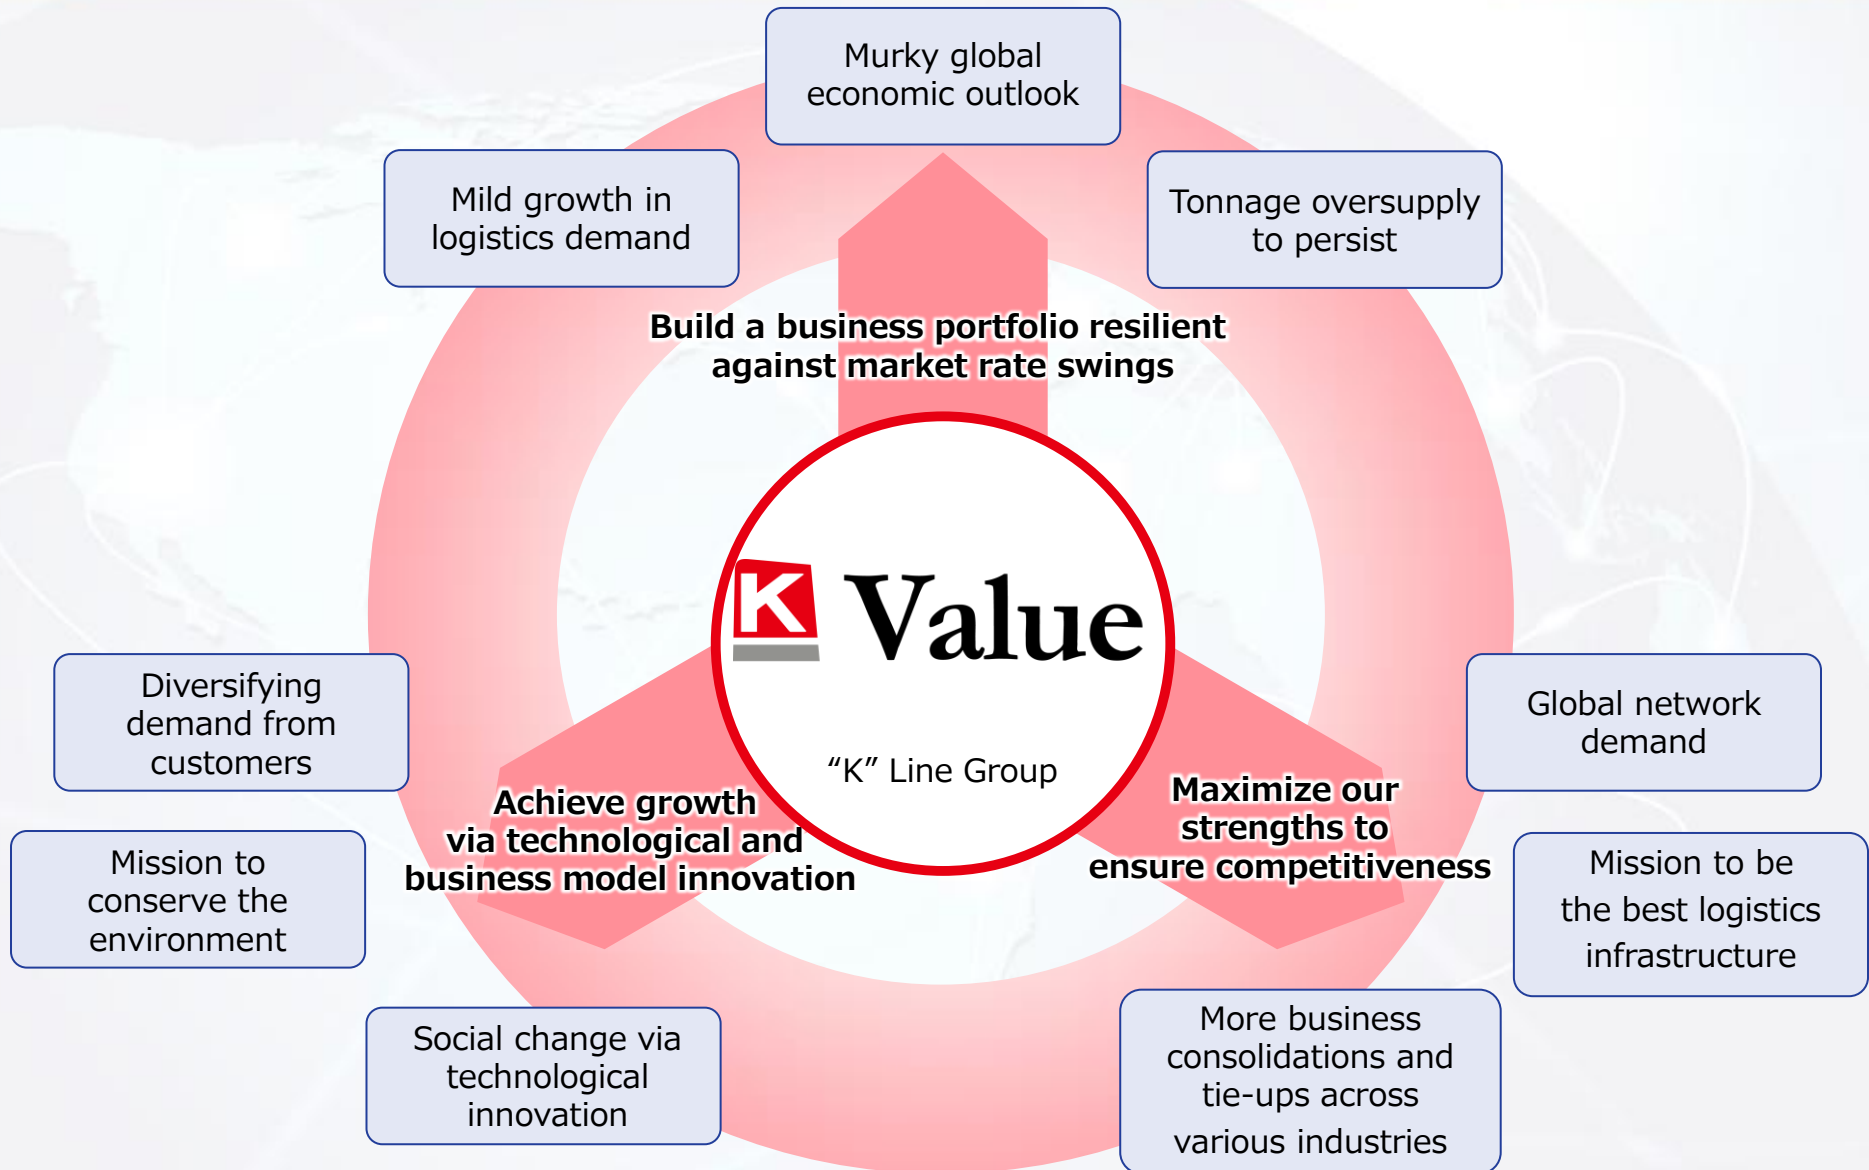 Murky global
economic outlook
Mild growth in
logistics demand
Tonnage oversupply
to persist
Build a business portfolio resilient
against market rate swings
K Value
“K” Line Group
Diversifying
demand from
customers
Mission to
conserve the
environment
Social change via
technological
innovation
Achieve growth
via technological and
business model innovation
Maximize our
strengths to
ensure competitiveness
Global network
demand
Mission to be
the best logistics
infrastructure
More business
consolidations and
tie-ups across
various industries